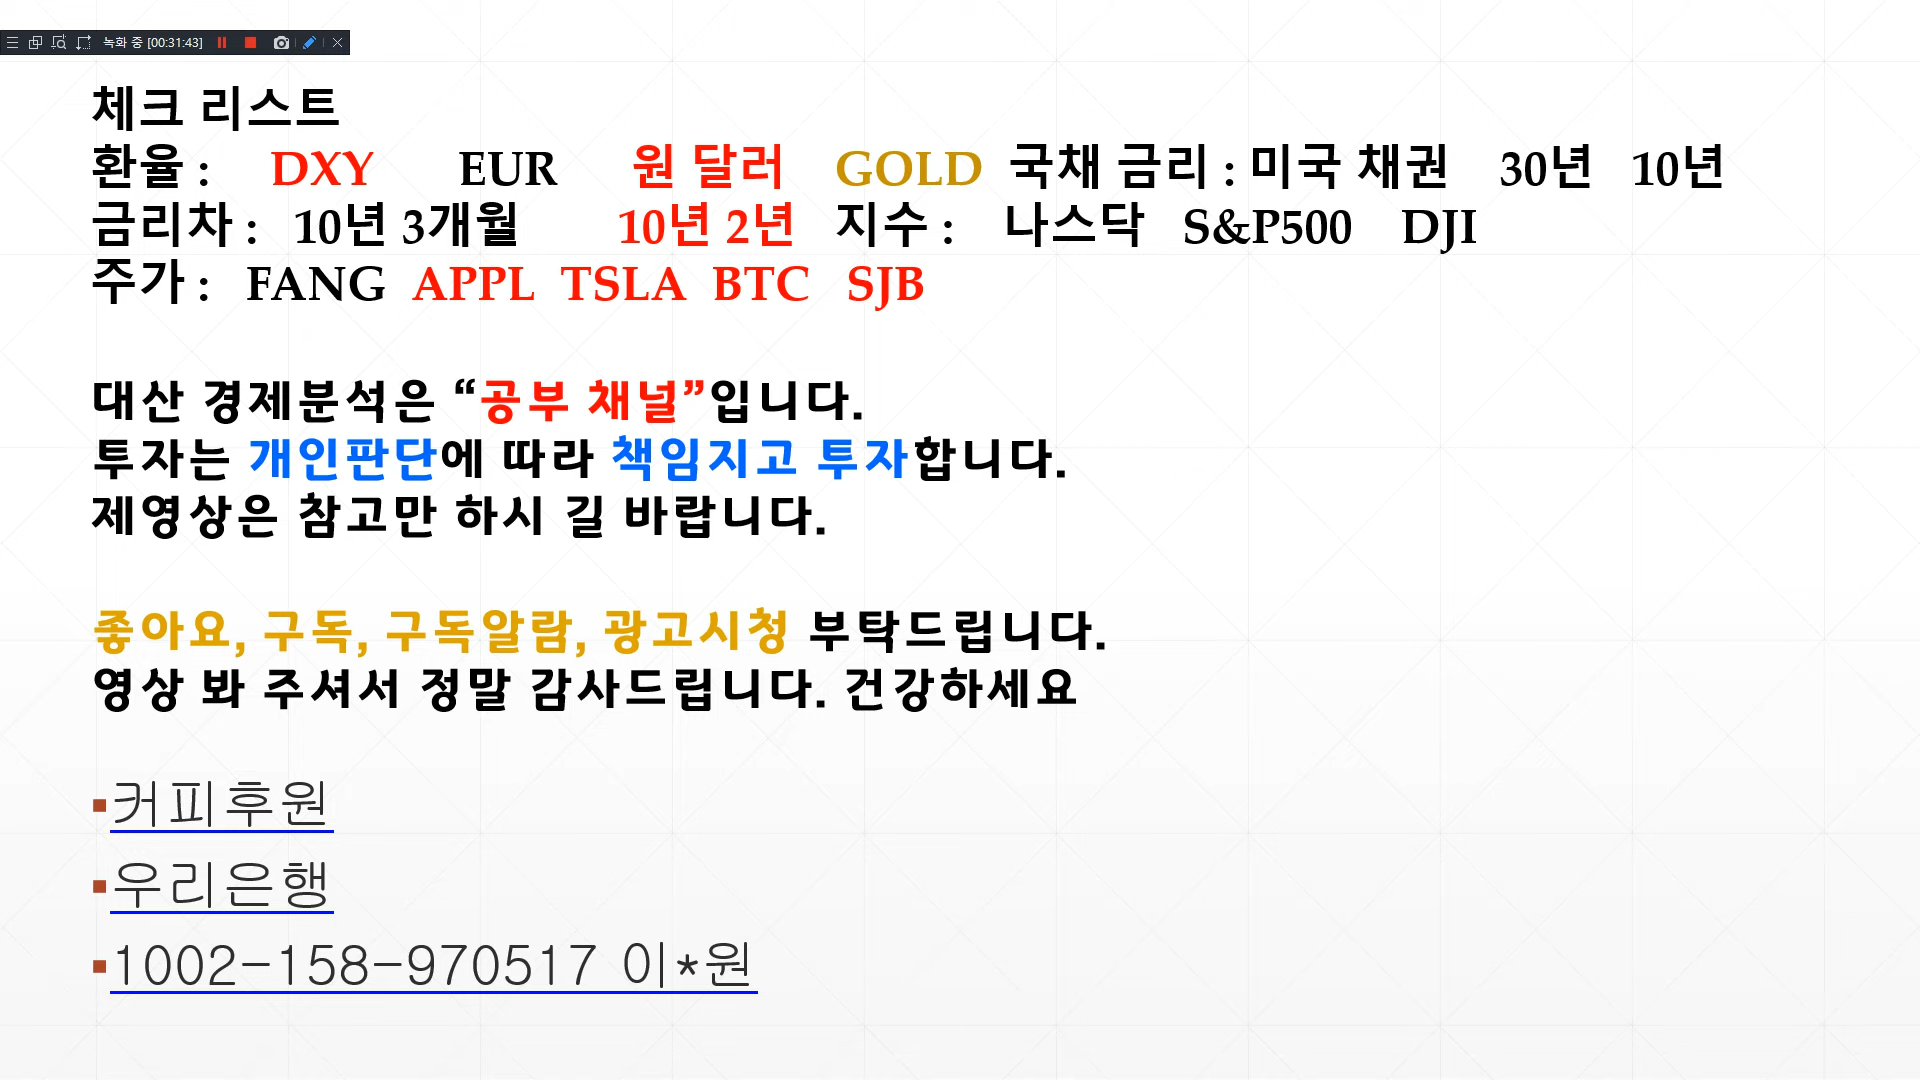 녹화 중 [00:31:43]
체크 리스트
환율 : DXY EUR 원 달러 GOLD 국채 금리 : 미국 채권 30년 10년
금리차 : 10년 3개월 10년 2년 지수 : 나스닥 S&P500 DJI
주가 : FANG APPL TSLA BTC SJB
대산 경제분석은 “공부 채널”입니다.
투자는 개인판단에 따라 책임지고 투자합니다.
제영상은 참고만 하시 길 바랍니다.
좋아요, 구독, 구독알람, 광고시청 부탁드립니다.
영상 봐 주셔서 정말 감사드립니다. 건강하세요
▪커피후원
▪우리은행
▪1002-158-970517 이*원